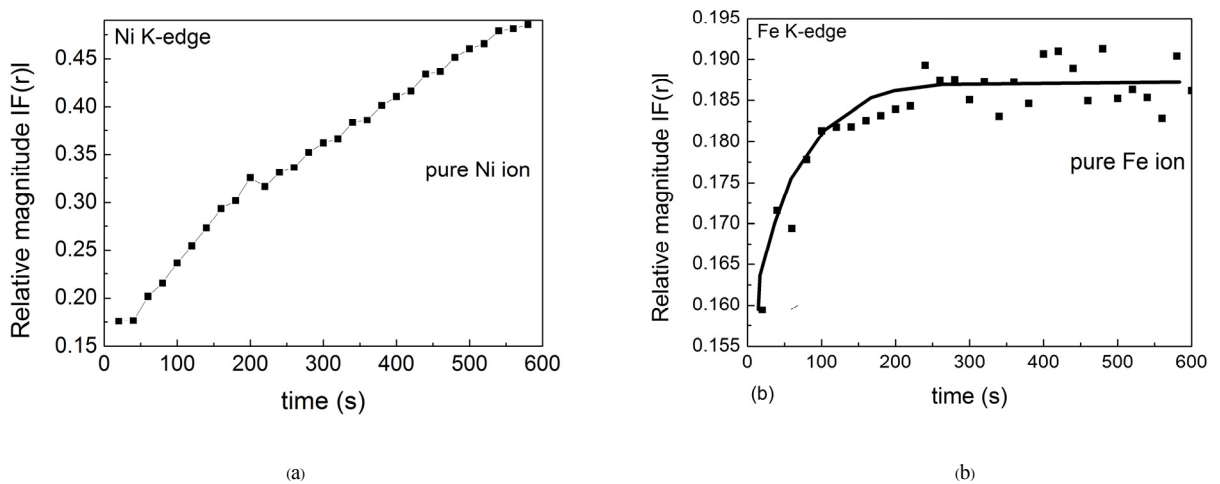 Ni K-edge
pure Ni ion
Relative magnitude |F(r)|
0.45
0.40
0.35
0.30
0.25
0.20
0.15
0 100 200 300 400 500 600
time (s)
(a)
Fe K-edge
pure Fe ion
Relative magnitude |F(r)|
0.195
0.190
0.185
0.180
0.175
0.170
0.165
0.160
0.155
0 100 200 300 400 500 600
(b) time (s)
(b)